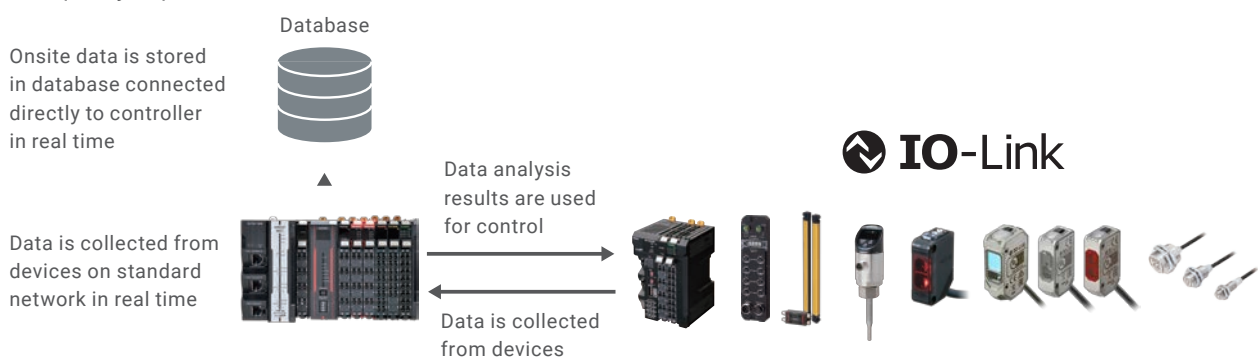 Database
Onsite data is stored
in database connected
directly to controller
in real time
IO-Link
Data analysis
results are used
for control
Data is collected from
devices on standard
network in real time
Data is collected
from devices